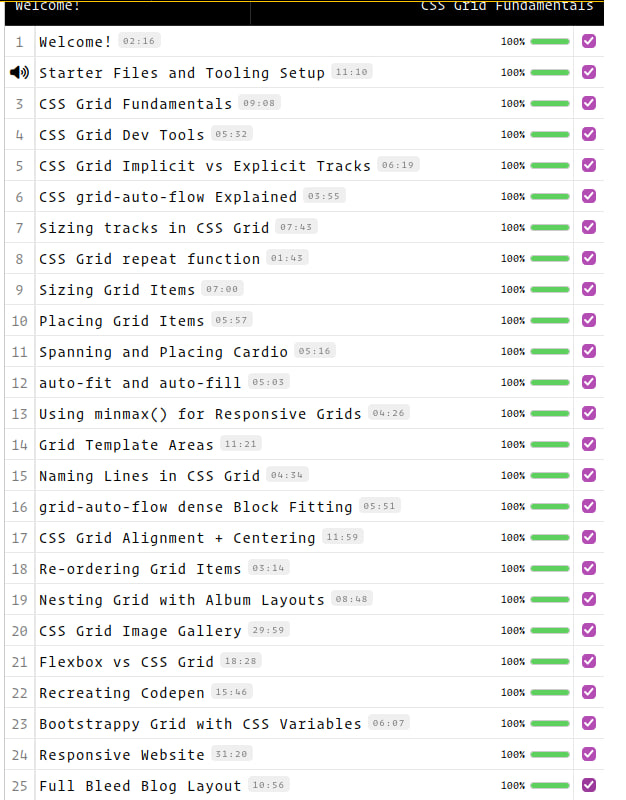 Welcome! CSS Grid Fundamentals
1 Welcome! 02:16 100%
Starter Files and Tooling Setup 11:10 100%
3 CSS Grid Fundamentals 09:08 100%
4 CSS Grid Dev Tools 05:32 100%
5 CSS Grid Implicit vs Explicit Tracks 06:19 100%
6 CSS grid-auto-flow Explained 03:55 100%
7 Sizing tracks in CSS Grid 07:43 100%
8 CSS Grid repeat function 01:43 100%
9 Sizing Grid Items 07:00 100%
10 Placing Grid Items 05:57 100%
11 Spanning and Placing Cardio 05:16 100%
12 auto-fit and auto-fill 05:03 100%
13 Using minmax() for Responsive Grids 04:26 100%
14 Grid Template Areas 11:21 100%
15 Naming Lines in CSS Grid 04:34 100%
16 grid-auto-flow dense Block Fitting 05:51 100%
17 CSS Grid Alignment + Centering 11:59 100%
18 Re-ordering Grid Items 03:14 100%
19 Nesting Grid with Album Layouts 08:48 100%
20 CSS Grid Image Gallery 29:59 100%
21 Flexbox vs CSS Grid 18:28 100%
22 Recreating Codepen 15:46 100%
23 Bootstrappy Grid with CSS Variables 06:07 100%
24 Responsive Website 31:20 100%
25 Full Bleed Blog Layout 10:56 100%